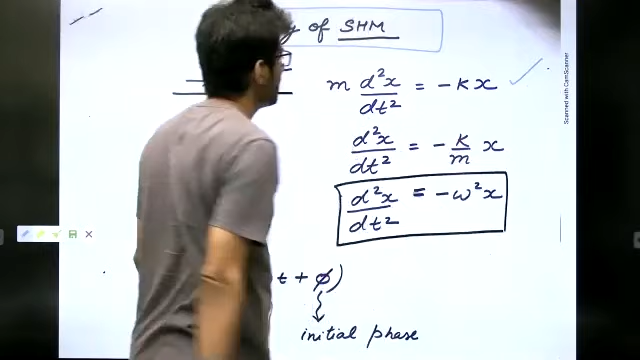 of SHM
m d²x/dt² = -kx
d²x/dt² = - k/m x
d²x/dt² = -ω²x
t + φ)
initial phase
Scanned with CamScanner